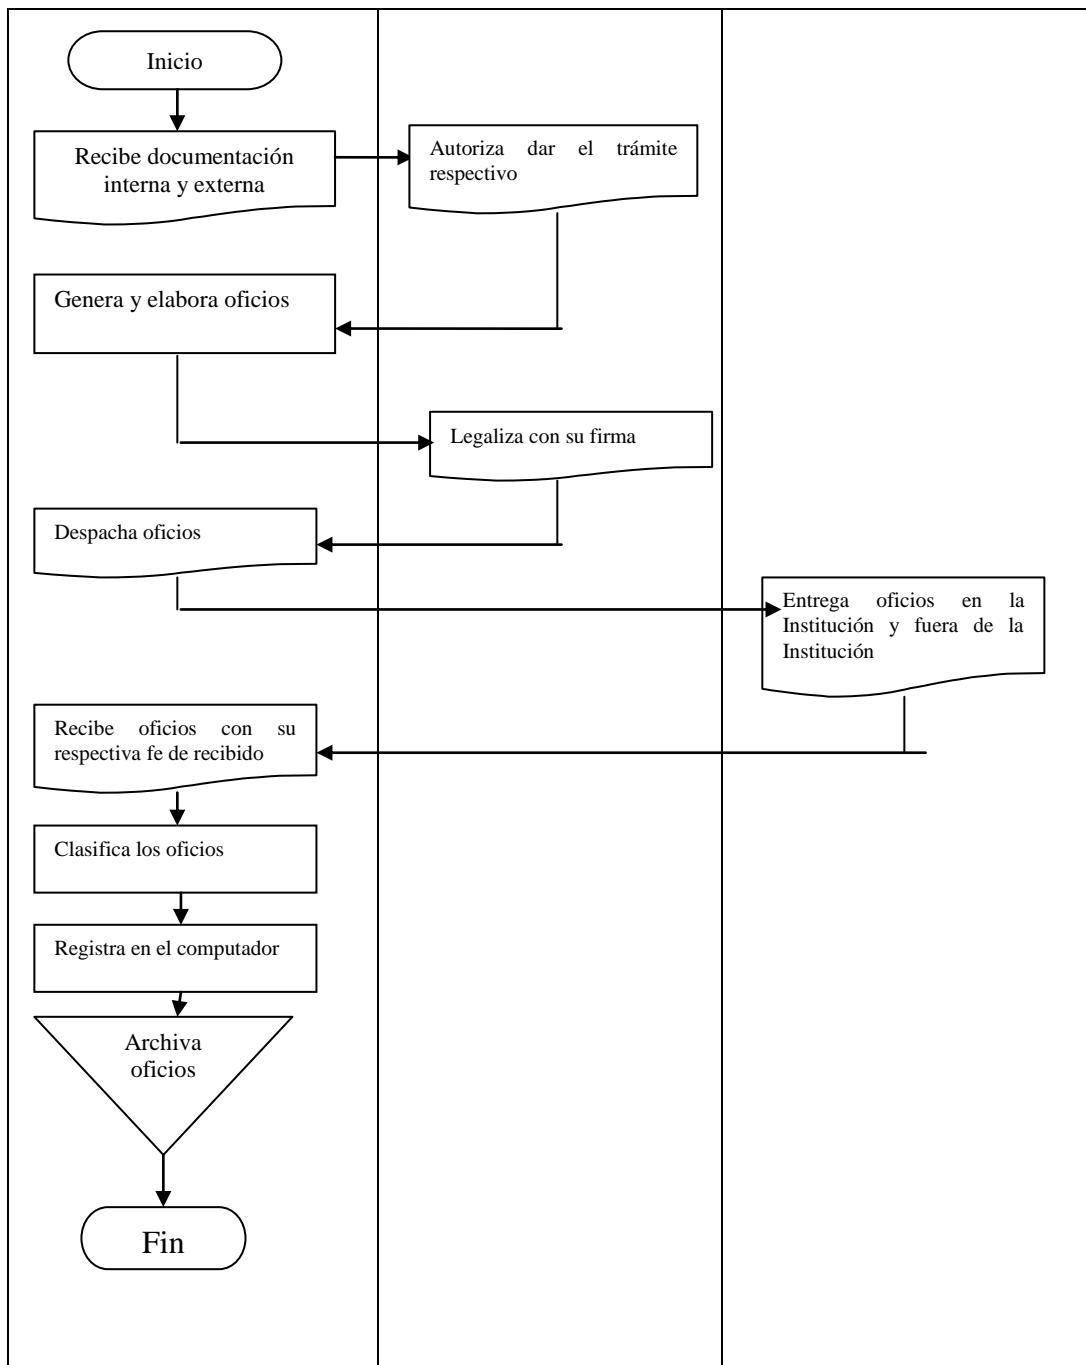 Inicio
Recibe documentación
interna y externa
Autoriza dar el trámite
respectivo
Genera y elabora oficios
Legaliza con su firma
Despacha oficios
Entrega oficios en la
Institución y fuera de la
Institución
Recibe oficios con su
respectiva fe de recibido
Clasifica los oficios
Registra en el computador
Archiva
oficios
Fin